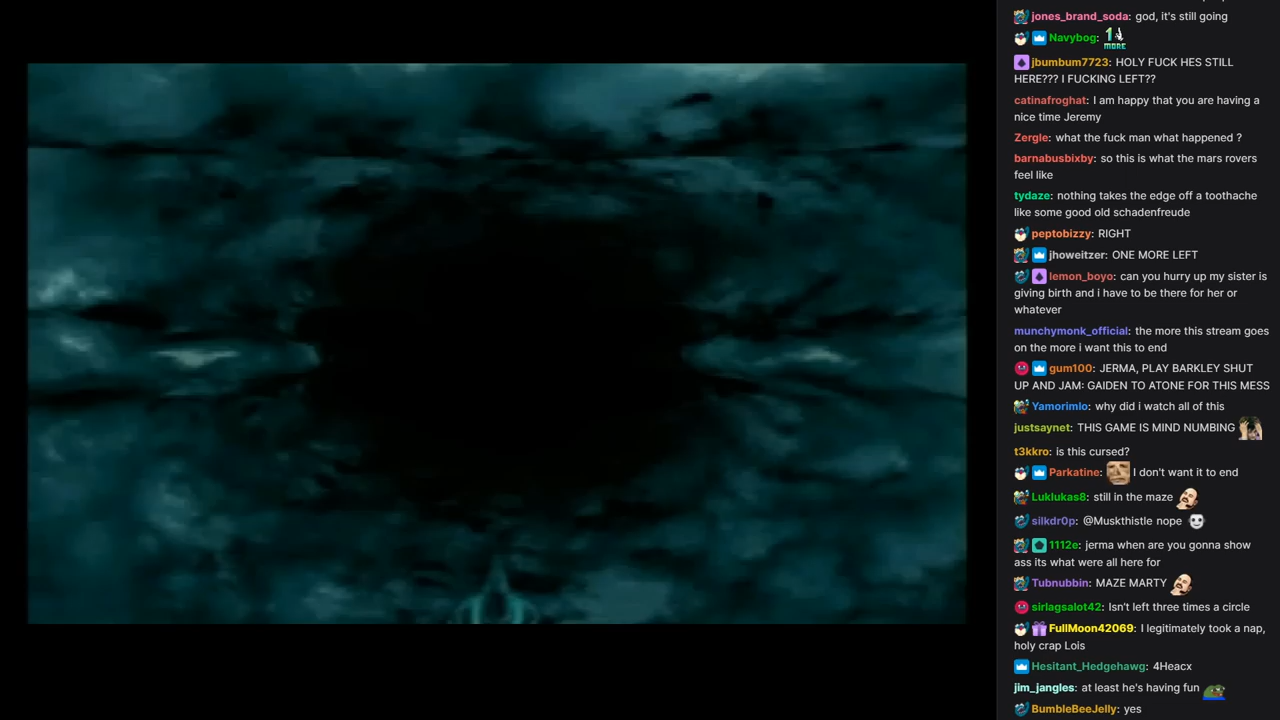 jones_brand_soda: god, it's still going
Navybog: 1 MORE
jbumbum7723: HOLY FUCK HES STILL
HERE??? I FUCKING LEFT??
catinafroghat: I am happy that you are having a
nice time Jeremy
Zergle: what the fuck man what happened ?
barnabusbixby: so this is what the mars rovers
feel like
tydaze: nothing takes the edge off a toothache
like some good old schadenfreude
peptobizzy: RIGHT
jhoweitzer: ONE MORE LEFT
lemon_boyo: can you hurry up my sister is
giving birth and i have to be there for her or
whatever
munchymonk_official: the more this stream goes
on the more i want this to end
gum100: JERMA, PLAY BARKLEY SHUT
UP AND JAM: GAIDEN TO ATONE FOR THIS MESS
Yamorimlo: why did i watch all of this
justsaynet: THIS GAME IS MIND NUMBING
t3kkro: is this cursed?
Parkatine: I don't want it to end
Luklukas8: still in the maze
silkdr0p: @Muskthistle nope
1112e: jerma when are you gonna show
ass its what were all here for
Tubnubbin: MAZE MARTY
sirlagsalot42: Isn't left three times a circle
FullMoon42069: I legitimately took a nap,
holy crap Lois
Hesitant_Hedgehawg: 4Heacx
jim_jangles: at least he's having fun
BumbleBeeJelly: yes